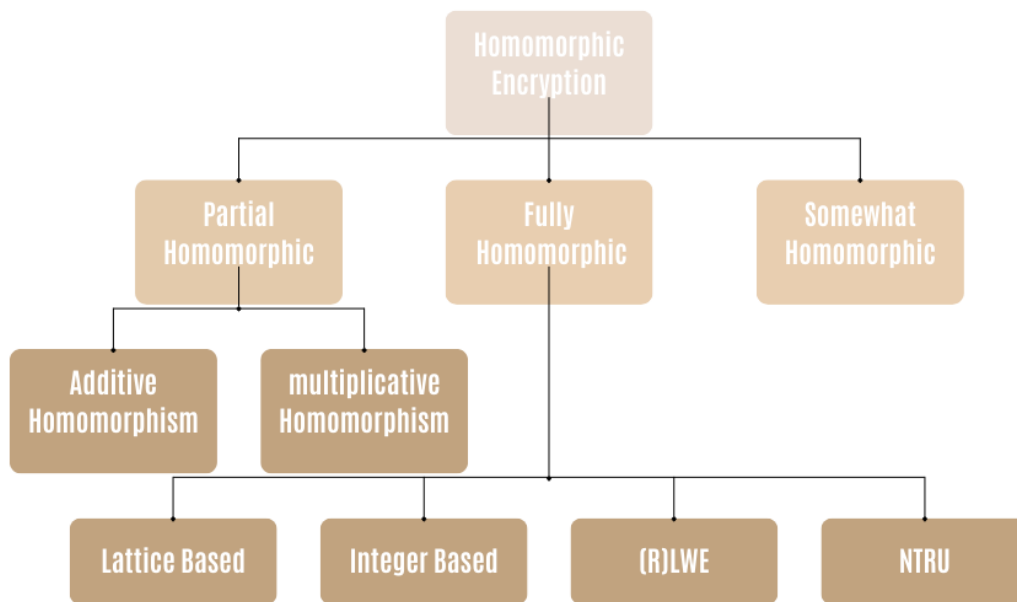 Homomorphic
Encryption
Partial
Homomorphic
Fully
Homomorphic
Somewhat
Homomorphic
Additive
Homomorphism
multiplicative
Homomorphism
Lattice Based
Integer Based
(R)LWE
NTRU